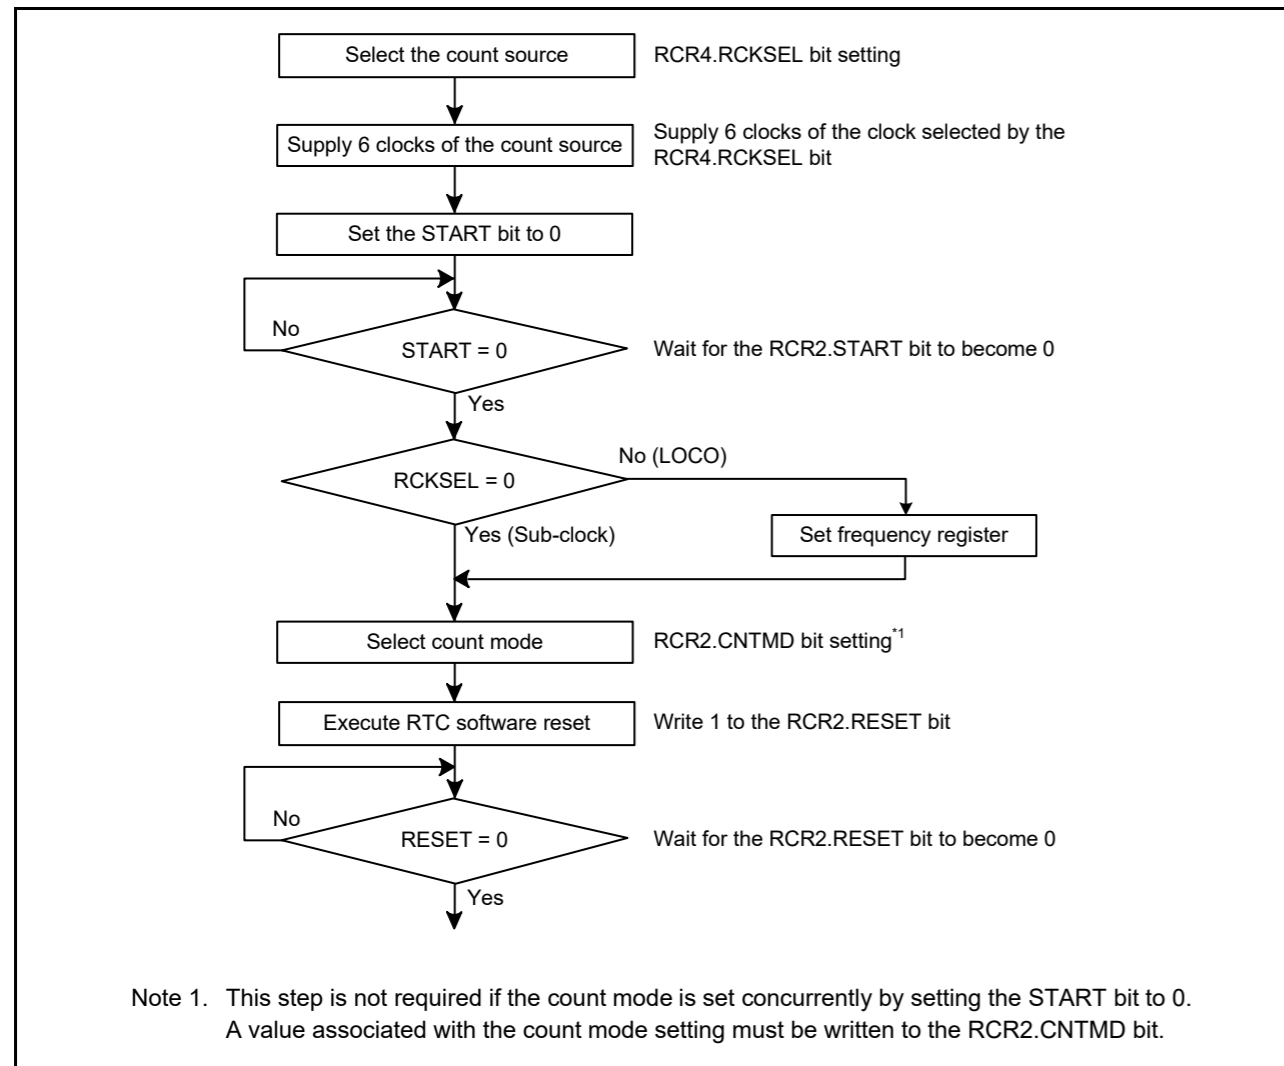 Select the count source
RCR4.RCKSEL bit setting
Supply 6 clocks of the count source
Supply 6 clocks of the clock selected by the
RCR4.RCKSEL bit
Set the START bit to 0
No
START = 0
Wait for the RCR2.START bit to become 0
Yes
No (LOCO)
RCKSEL = 0
Yes (Sub-clock)
Set frequency register
Select count mode
RCR2.CNTMD bit setting*1
Execute RTC software reset
Write 1 to the RCR2.RESET bit
No
RESET = 0
Wait for the RCR2.RESET bit to become 0
Yes
Note 1. This step is not required if the count mode is set concurrently by setting the START bit to 0.
A value associated with the count mode setting must be written to the RCR2.CNTMD bit.